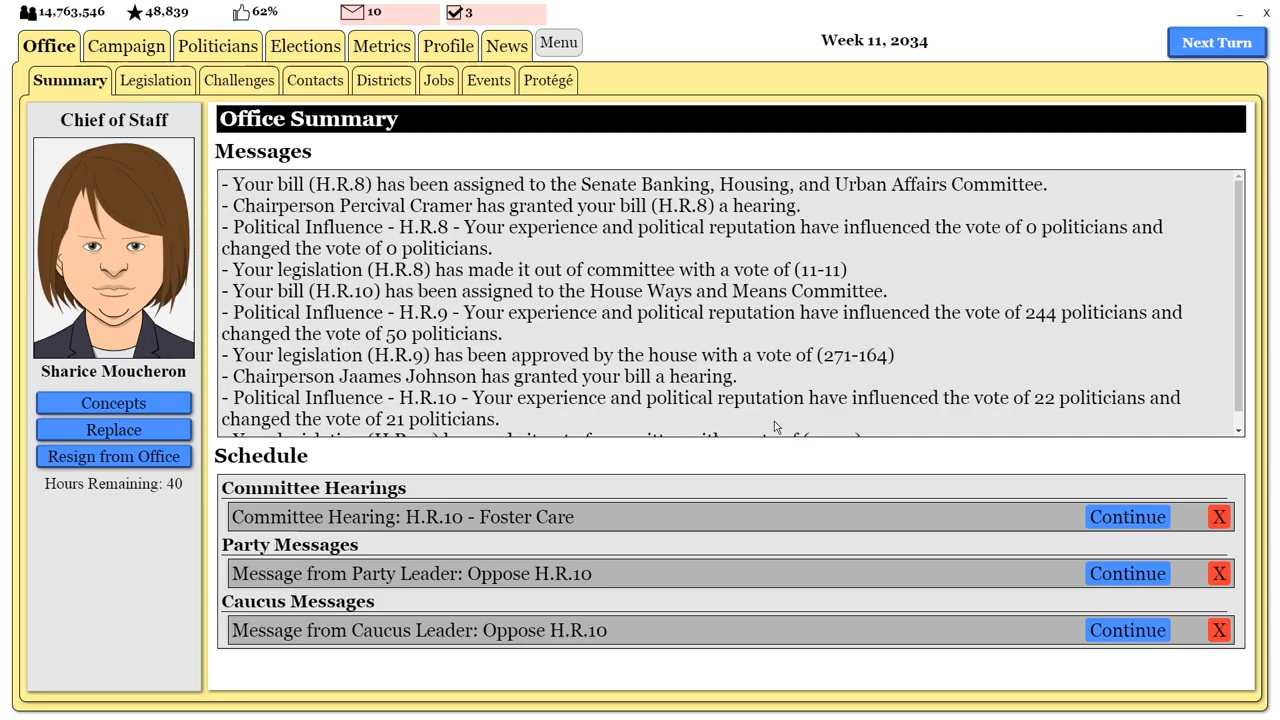 14,763,546 48,839 62% 10 3
_ X
Office Campaign Politicians Elections Metrics Profile News Menu
Week 11, 2034
Next Turn
Summary Legislation Challenges Contacts Districts Jobs Events Protégé
Chief of Staff
Sharice Moucheron
Concepts
Replace
Resign from Office
Hours Remaining: 40
Office Summary
Messages
- Your bill (H.R.8) has been assigned to the Senate Banking, Housing, and Urban Affairs Committee.
- Chairperson Percival Cramer has granted your bill (H.R.8) a hearing.
- Political Influence - H.R.8 - Your experience and political reputation have influenced the vote of 0 politicians and
changed the vote of 0 politicians.
- Your legislation (H.R.8) has made it out of committee with a vote of (11-11)
- Your bill (H.R.10) has been assigned to the House Ways and Means Committee.
- Political Influence - H.R.9 - Your experience and political reputation have influenced the vote of 244 politicians and
changed the vote of 50 politicians.
- Your legislation (H.R.9) has been approved by the house with a vote of (271-164)
- Chairperson Jaames Johnson has granted your bill a hearing.
- Political Influence - H.R.10 - Your experience and political reputation have influenced the vote of 22 politicians and
changed the vote of 21 politicians.
Schedule
Committee Hearings
Committee Hearing: H.R.10 - Foster Care Continue X
Party Messages
Message from Party Leader: Oppose H.R.10 Continue X
Caucus Messages
Message from Caucus Leader: Oppose H.R.10 Continue X